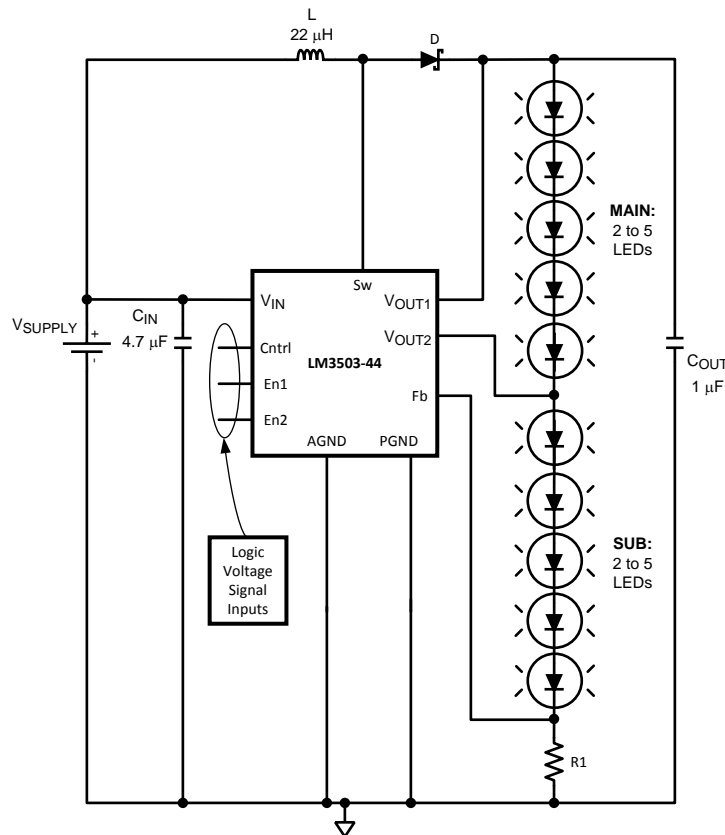 L
22 µH
D
MAIN:
2 to 5
LEDs
Sw
VIN
VOUT1
VSUPPLY
+
-
CIN
4.7 µF
VOUT2
Cntrl
LM3503-44
En1
Fb
En2
AGND
PGND
COUT
1 µF
Logic
Voltage
Signal
Inputs
SUB:
2 to 5
LEDs
R1